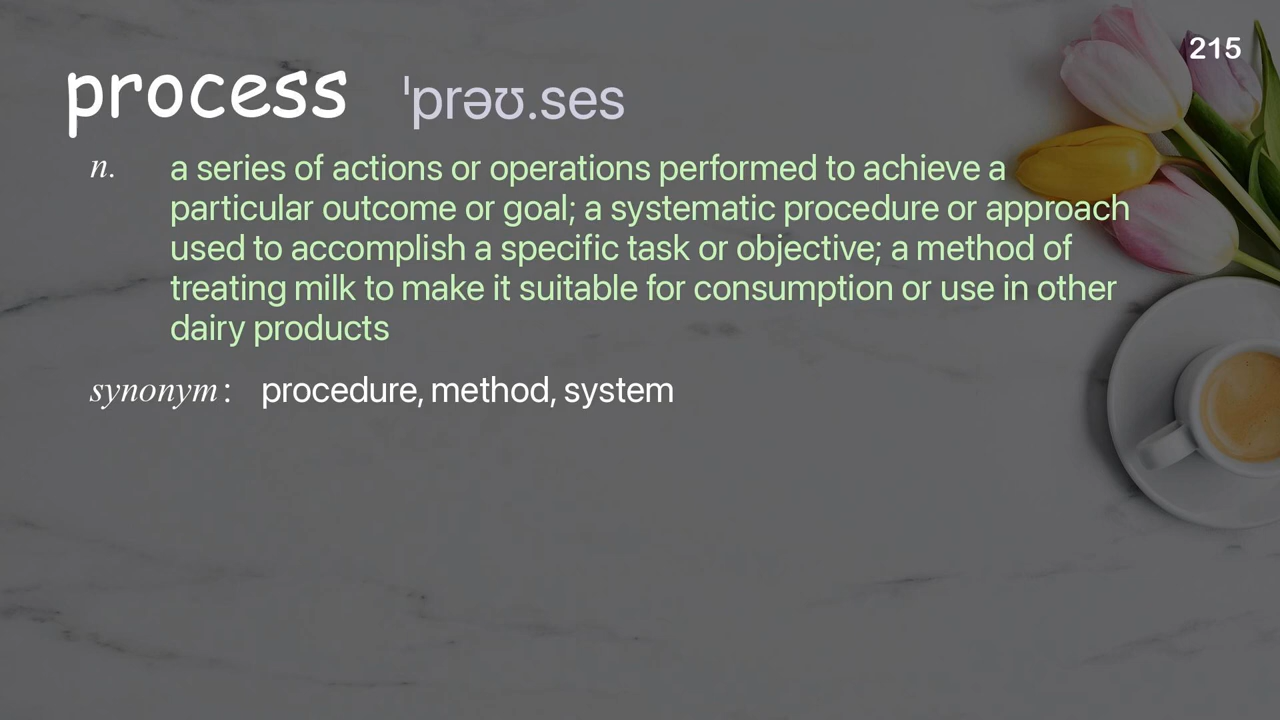 215
process ˈprəʊ.ses
n. a series of actions or operations performed to achieve a
particular outcome or goal; a systematic procedure or approach
used to accomplish a specific task or objective; a method of
treating milk to make it suitable for consumption or use in other
dairy products
synonym: procedure, method, system